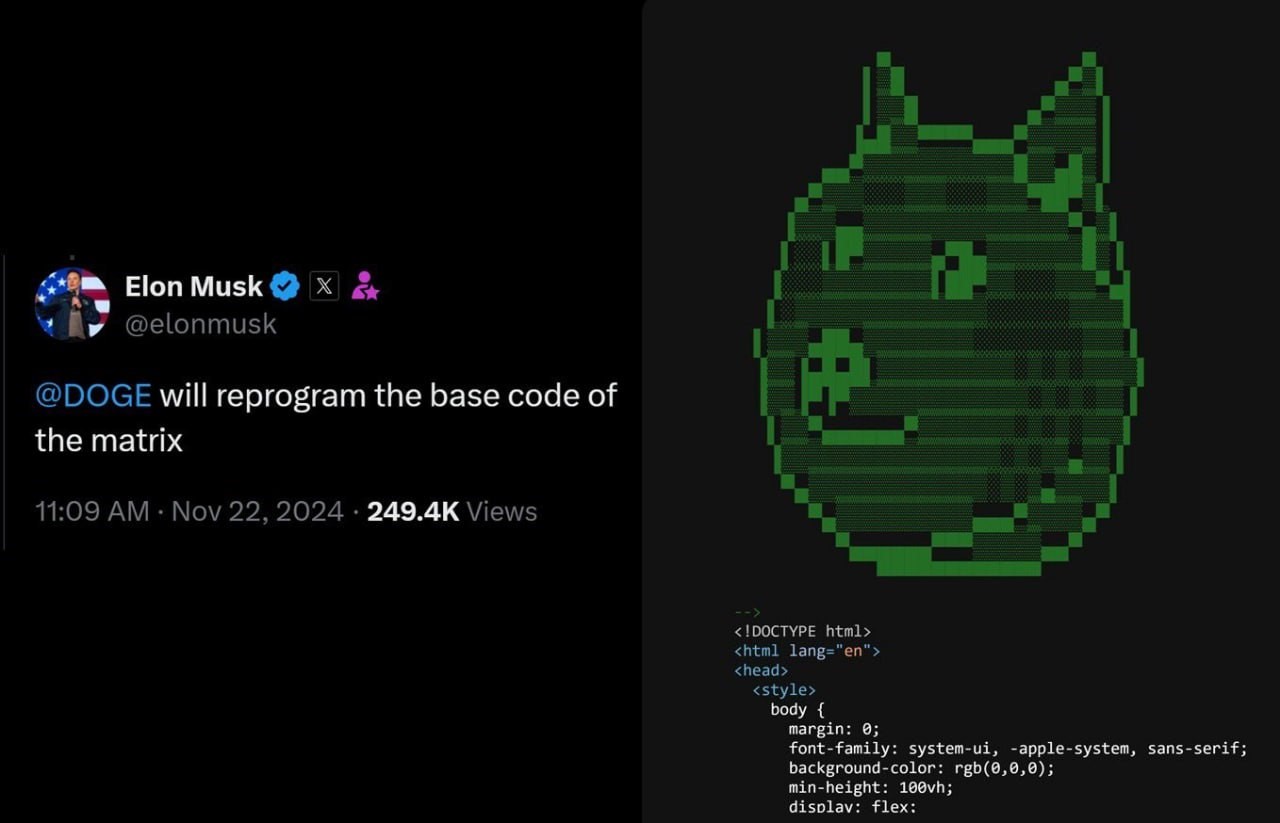 Elon Musk
@elonmusk
@DOGE will reprogram the base code of
the matrix
11:09 AM · Nov 22, 2024 · 249.4K Views
-->
<!DOCTYPE html>
<html lang="en">
<head>
<style>
body {
margin: 0;
font-family: system-ui, -apple-system, sans-serif;
background-color: rgb(0,0,0);
min-height: 100vh;
display: flex;